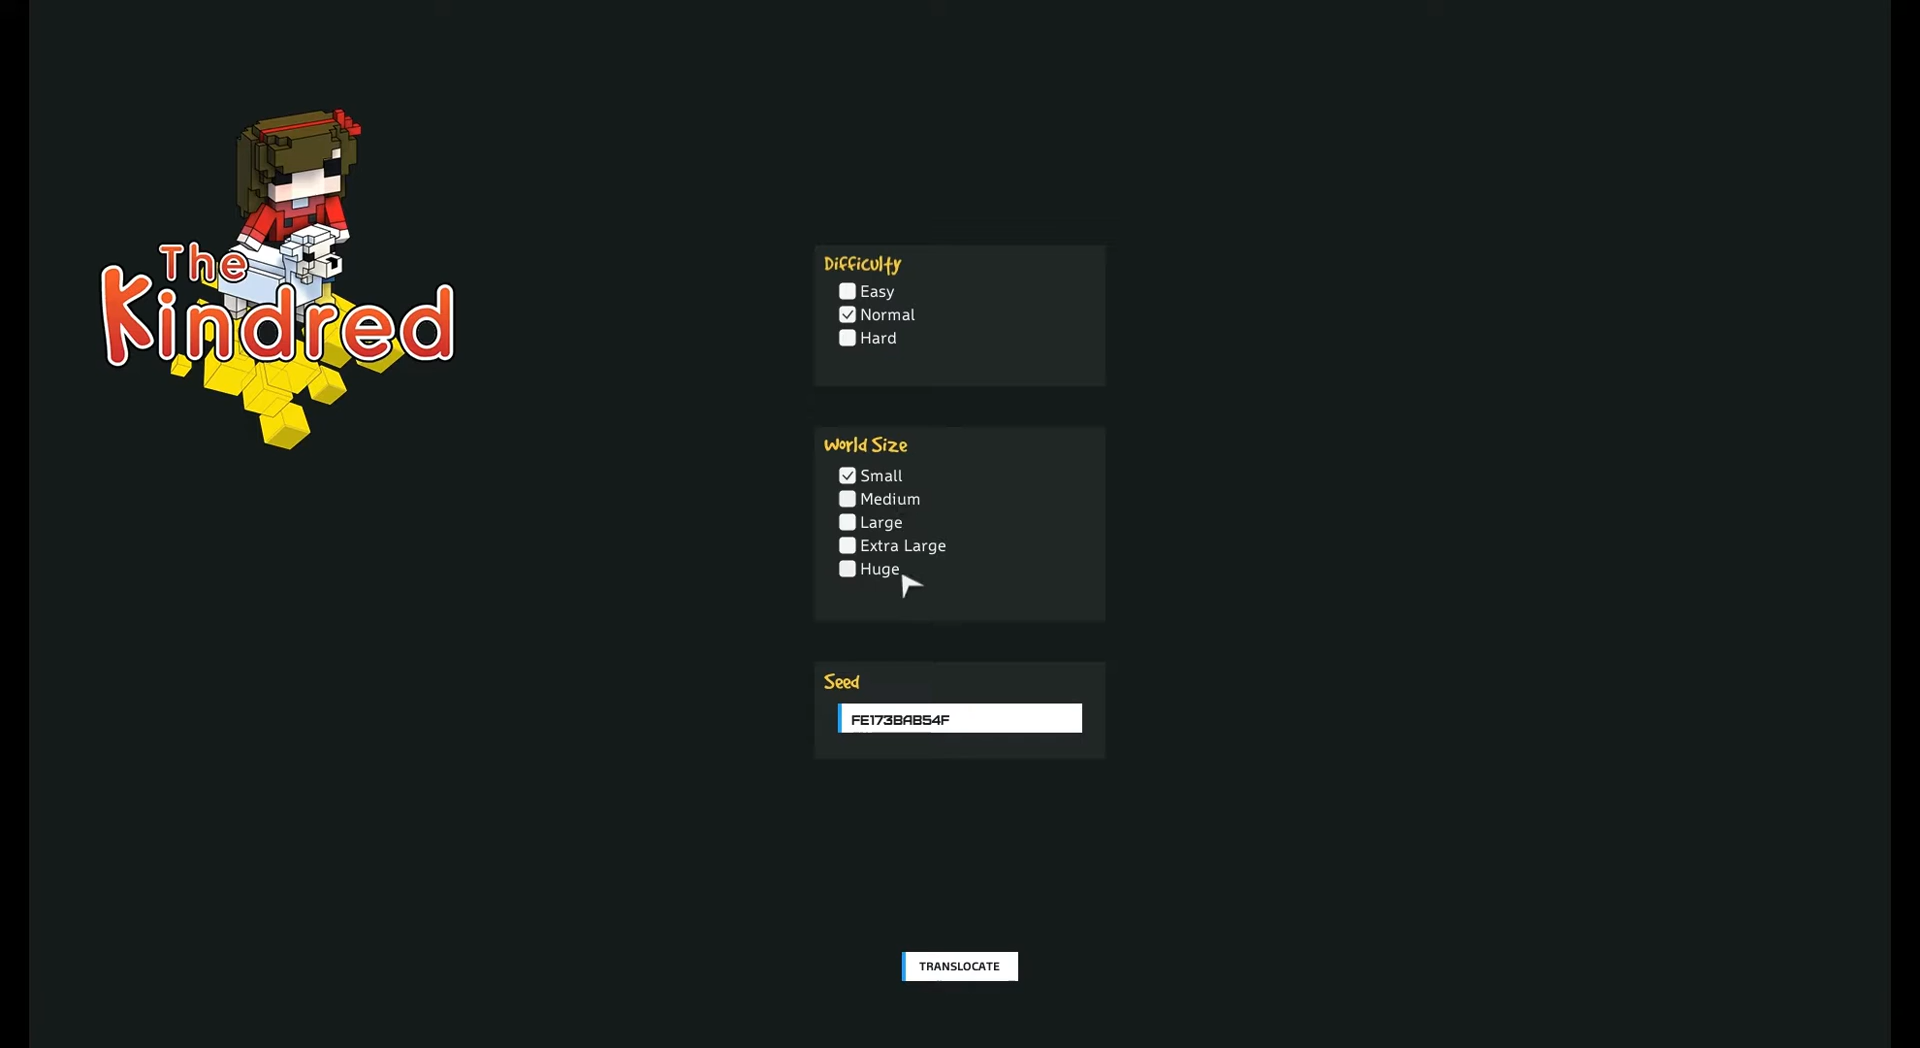 The
Kindred
Difficulty
Easy
Normal
Hard
World Size
Small
Medium
Large
Extra Large
Huge
Seed
FE173BAB54F
TRANSLOCATE